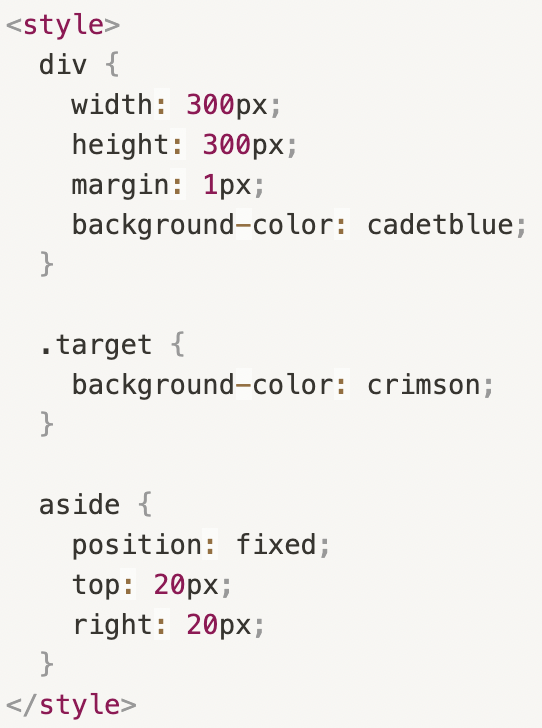 <style>
div {
width: 300px;
height: 300px;
margin: 1px;
background-color: cadetblue;
}
.target {
background-color: crimson;
}
aside {
position: fixed;
top: 20px;
right: 20px;
}
</style>